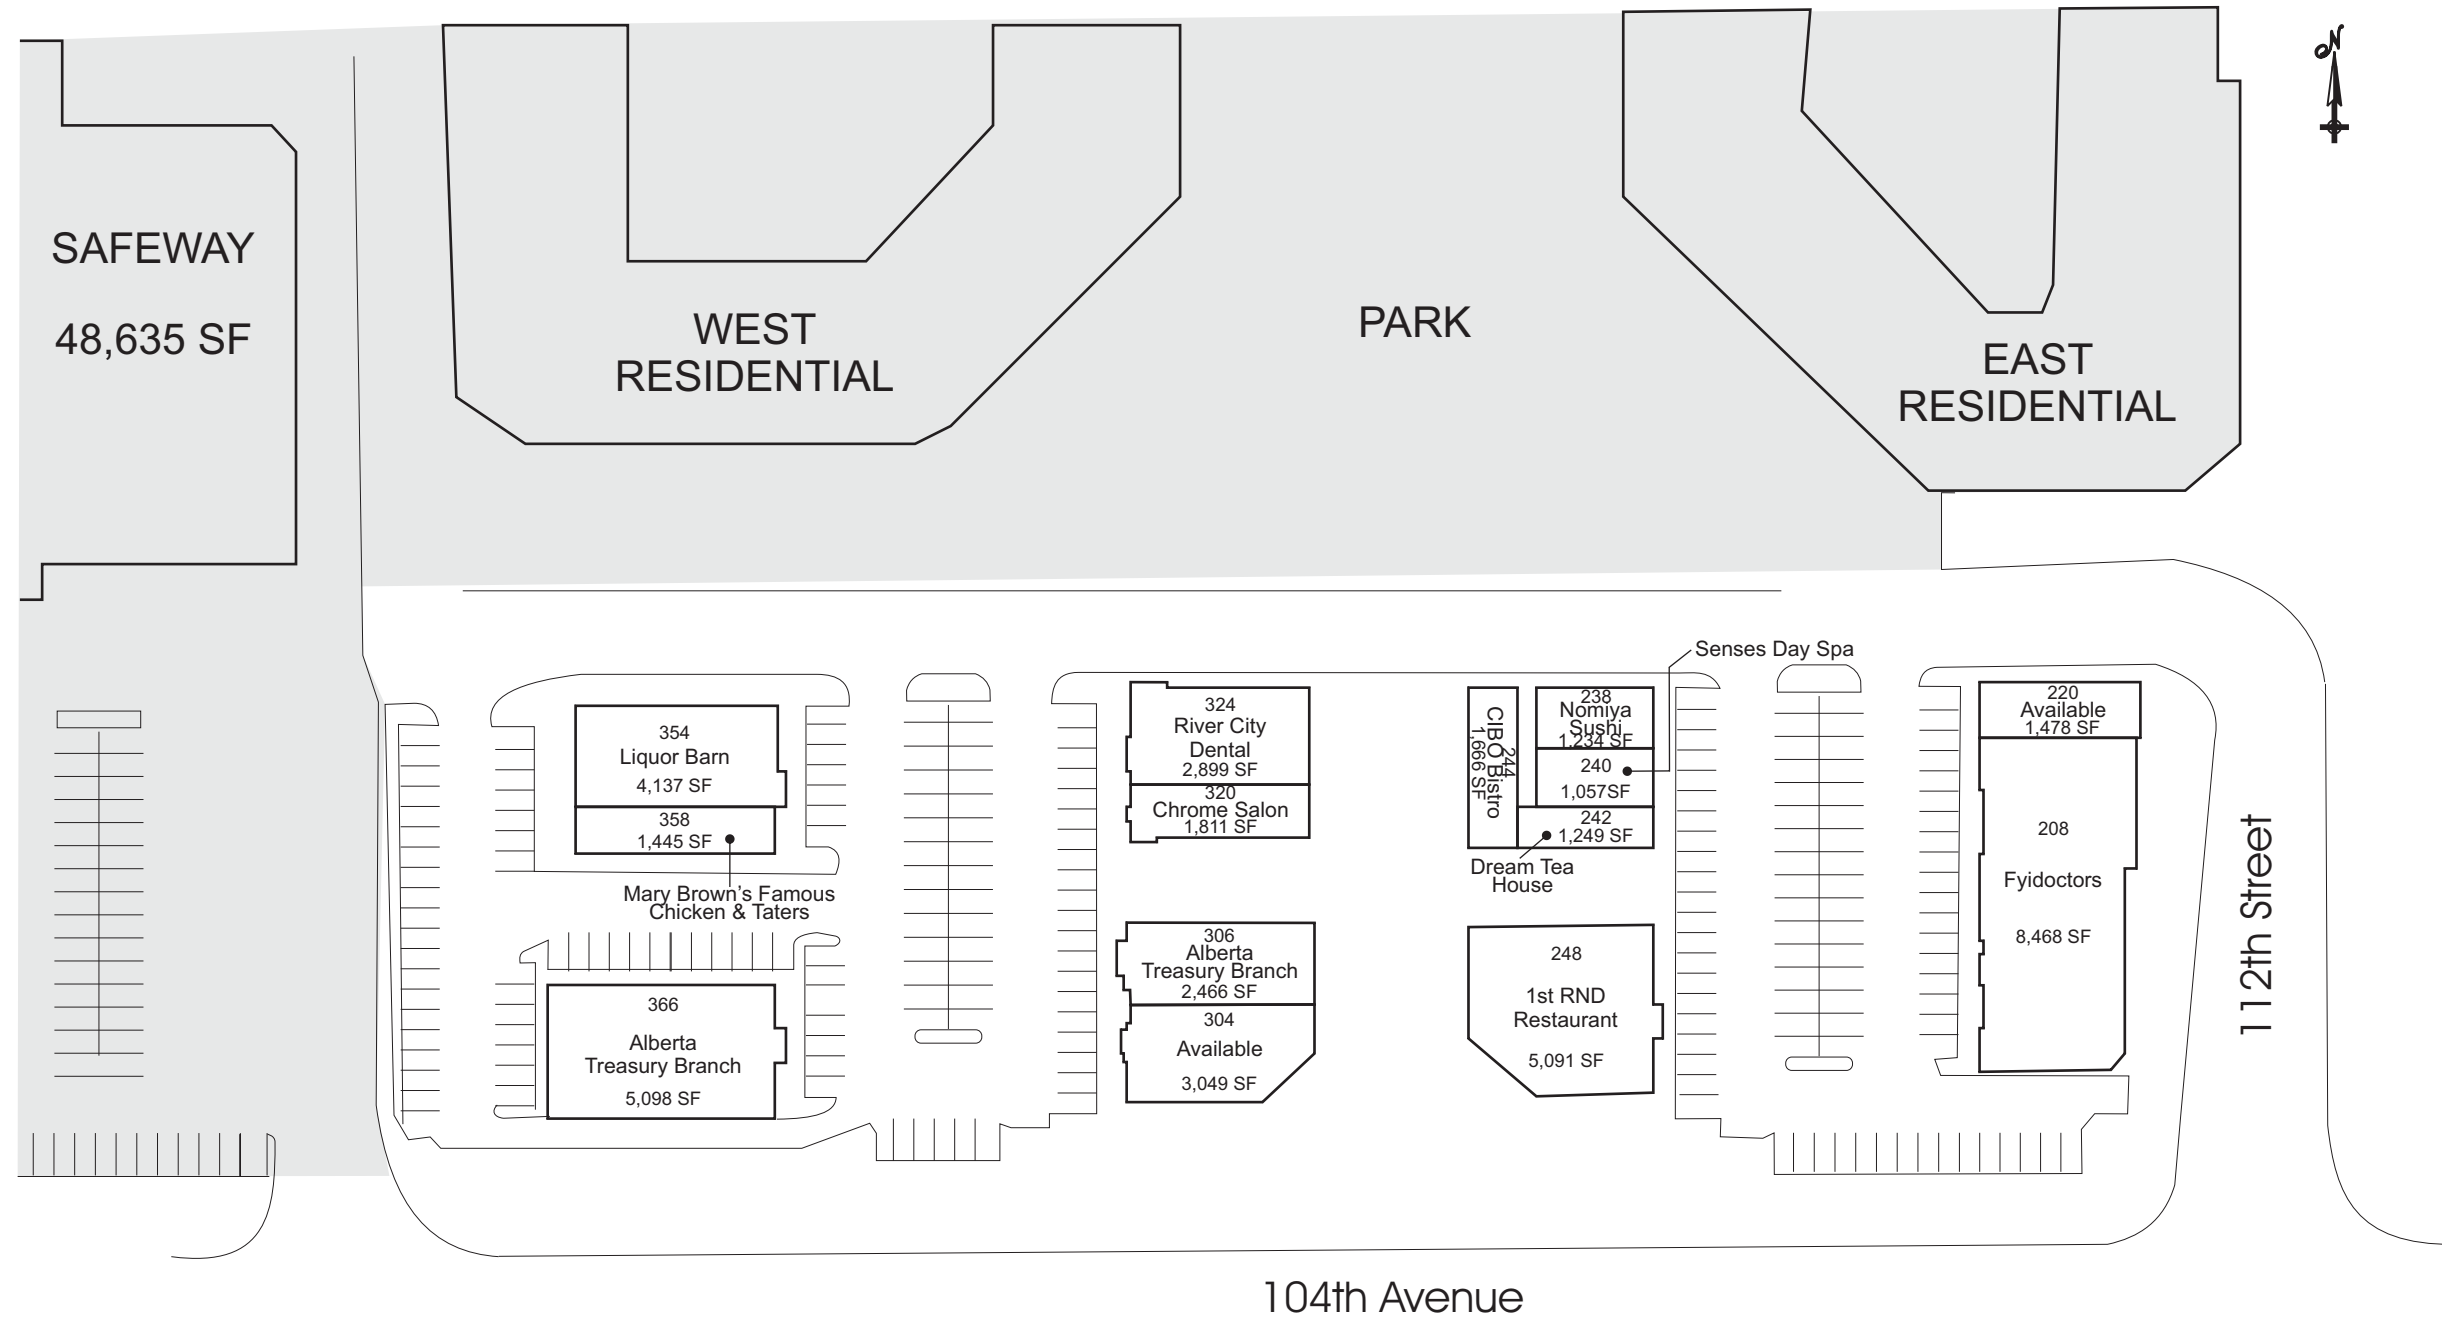 N
SAFEWAY
48,635 SF
WEST
RESIDENTIAL
PARK
EAST
RESIDENTIAL
Senses Day Spa
354
Liquor Barn
4,137 SF
358
1,445 SF
Mary Brown's Famous
Chicken & Taters
366
Alberta
Treasury Branch
5,098 SF
324
River City
Dental
2,899 SF
320
Chrome Salon
1,811 SF
306
Alberta
Treasury Branch
2,466 SF
304
Available
3,049 SF
244
CIBO Bistro
1,666 SF
238
Nomiya
Sushi
1,234 SF
240
1,057SF
242
1,249 SF
Dream Tea
House
248
1st RND
Restaurant
5,091 SF
220
Available
1,478 SF
208
Fyidoctors
8,468 SF
112th Street
104th Avenue